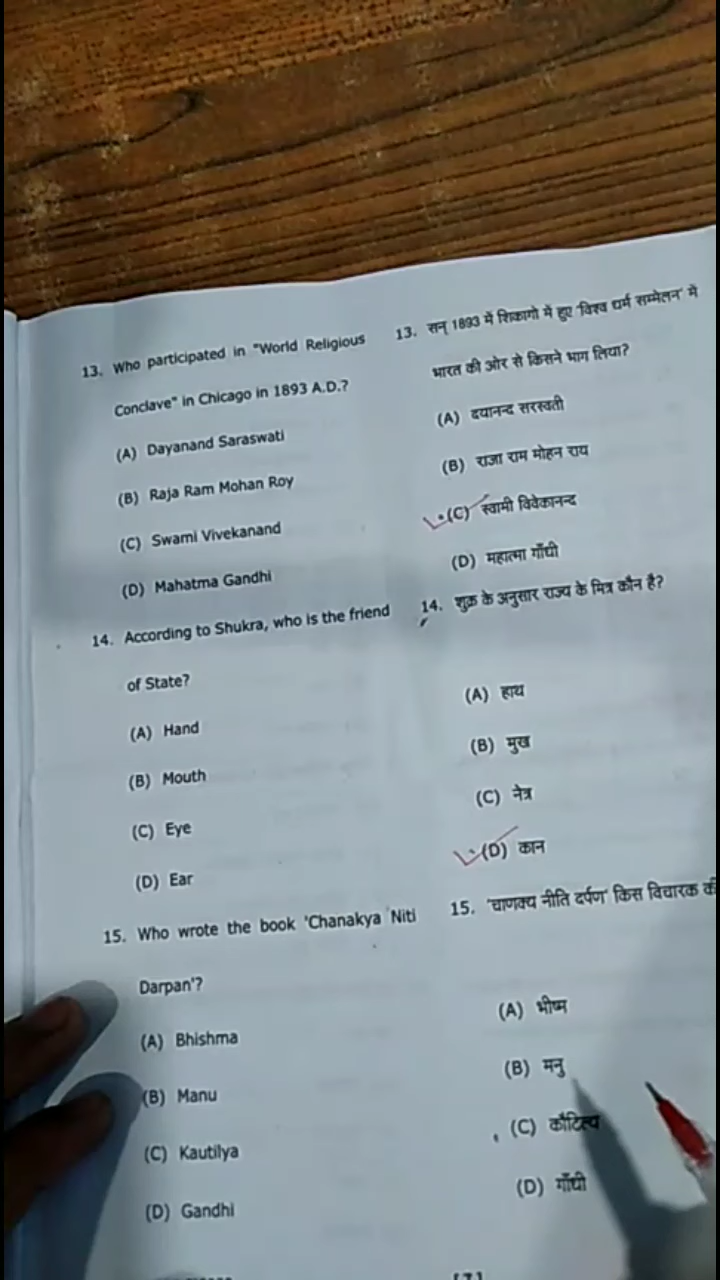 13. Who participated in "World Religious
Conclave" in Chicago in 1893 A.D.?
(A) Dayanand Saraswati
(B) Raja Ram Mohan Roy
(C) Swami Vivekanand
(D) Mahatma Gandhi
14. According to Shukra, who is the friend
of State?
(A) Hand
(B) Mouth
(C) Eye
(D) Ear
15. Who wrote the book 'Chanakya Niti
Darpan'?
(A) Bhishma
(B) Manu
(C) Kautilya
(D) Gandhi
13. सन् 1893 में शिकागो में हुए 'विश्व धर्म सम्मेलन' में
भारत की ओर से किसने भाग लिया?
(A) दयानन्द सरस्वती
(B) राजा राम मोहन राय
(C) स्वामी विवेकानन्द
(D) महात्मा गाँधी
14. शुक्र के अनुसार राज्य के मित्र कौन है?
(A) हाथ
(B) मुख
(C) नेत्र
(D) कान
15. 'चाणक्य नीति दर्पण' किस विचारक की
(A) भीष्म
(B) मनु
(C) कौटिल्य
(D) गाँधी